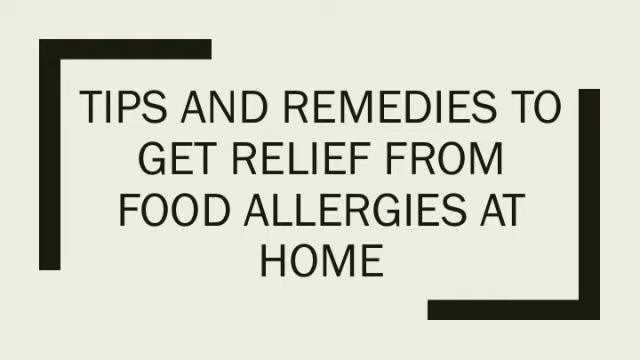 TIPS AND REMEDIES TO
GET RELIEF FROM
FOOD ALLERGIES AT
HOME